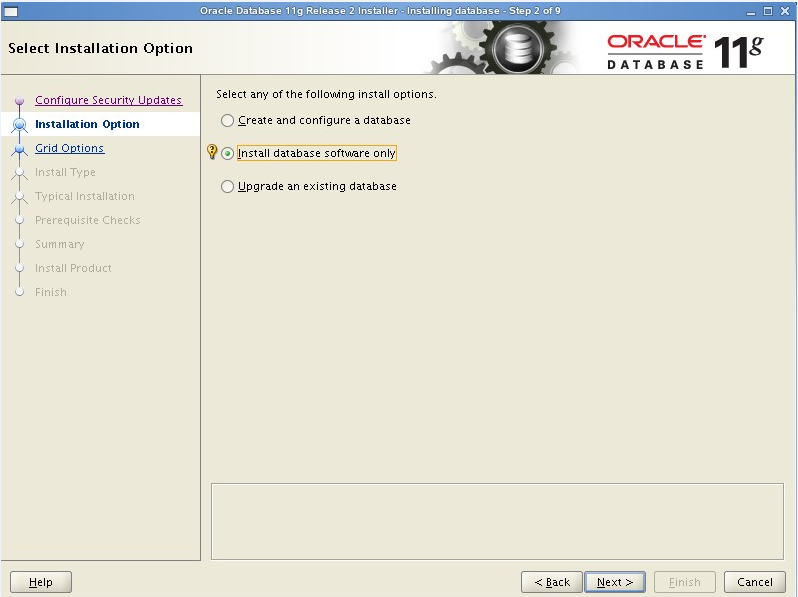 Oracle Database 11g Release 2 Installer - Installing database - Step 2 of 9
Select Installation Option
ORACLE®
DATABASE
11g
Configure Security Updates
Installation Option
Grid Options
Install Type
Typical Installation
Prerequisite Checks
Summary
Install Product
Finish
Select any of the following install options.
Create and configure a database
Install database software only
Upgrade an existing database
Help
< Back
Next >
Finish
Cancel